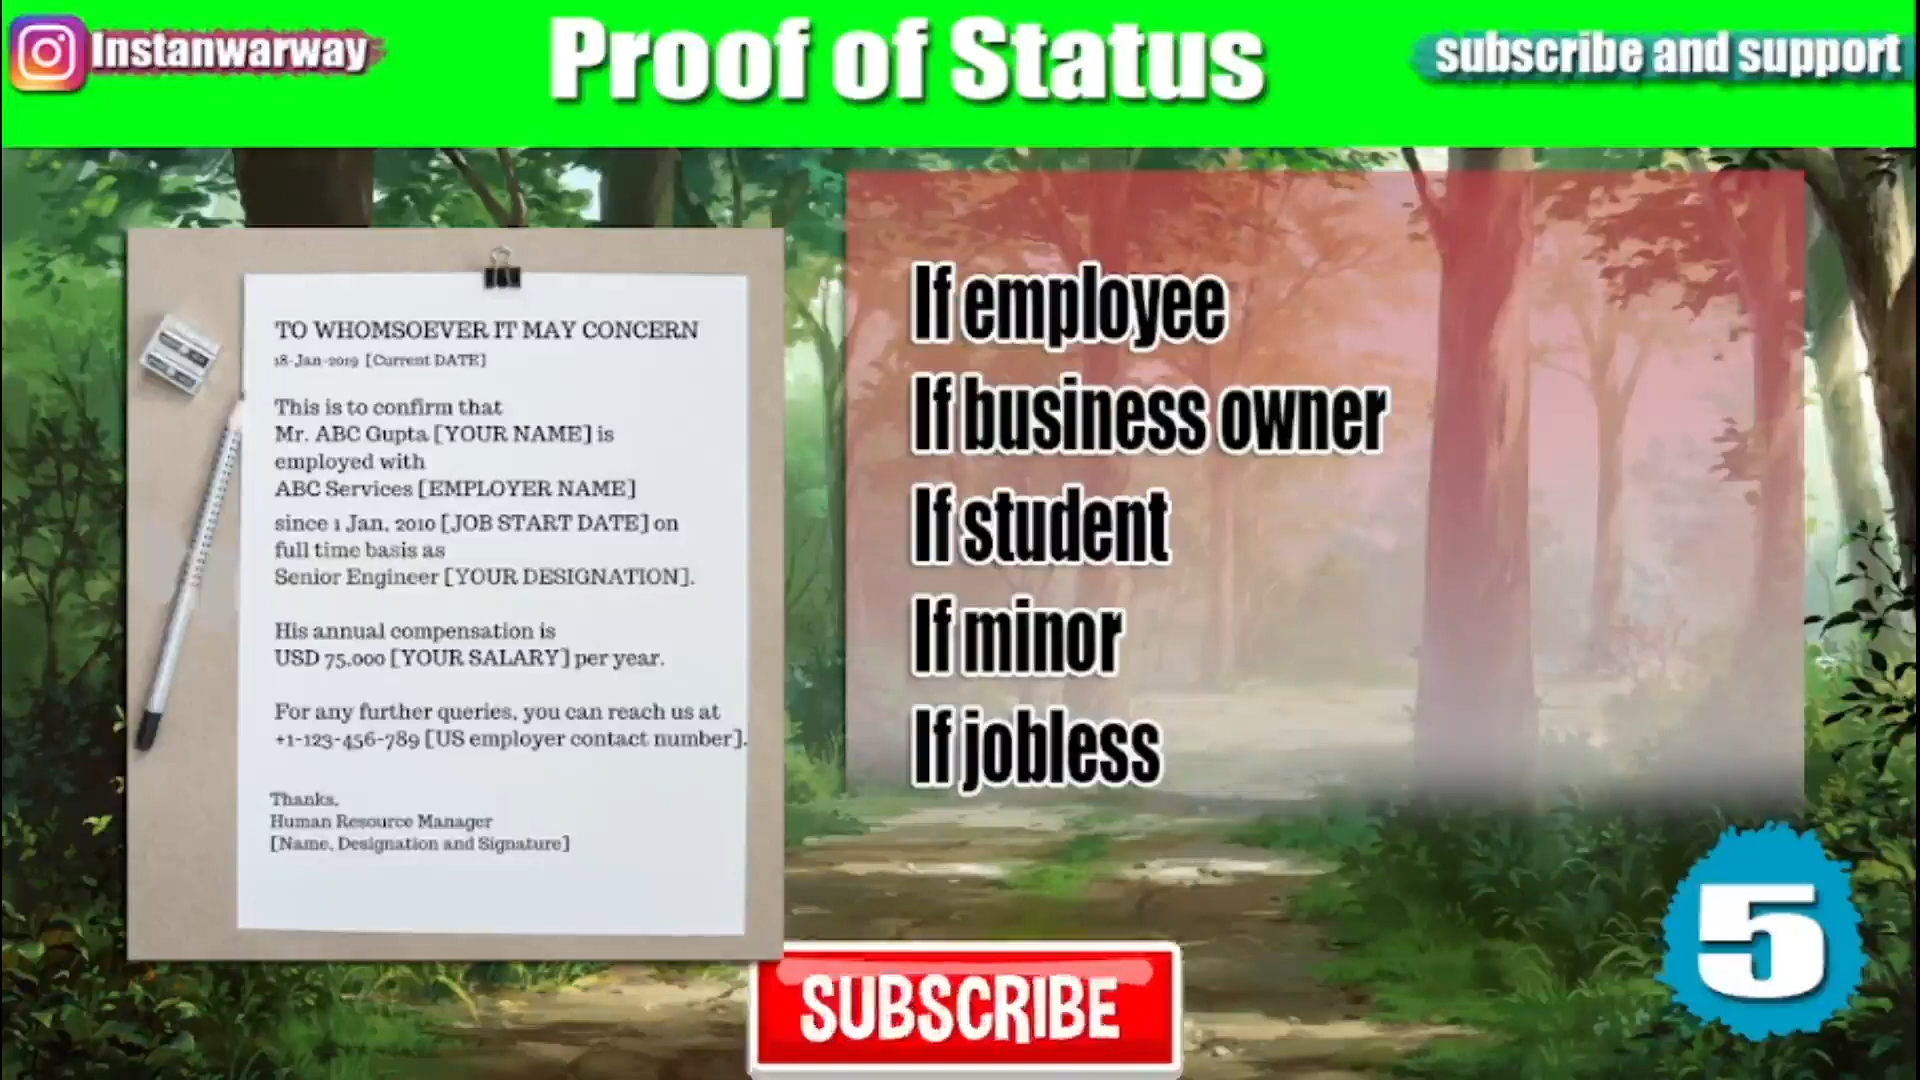 Instanwarway
Proof of Status
subscribe and support
TO WHOMSOEVER IT MAY CONCERN
18-Jan-2019 [Current DATE]
This is to confirm that
Mr. ABC Gupta [YOUR NAME] is
employed with
ABC Services [EMPLOYER NAME]
since 1 Jan, 2010 [JOB START DATE] on
full time basis as
Senior Engineer [YOUR DESIGNATION].
His annual compensation is
USD 75,000 [YOUR SALARY] per year.
For any further queries, you can reach us at
+1-123-456-789 [US employer contact number].
Thanks,
Human Resource Manager
[Name, Designation and Signature]
If employee
If business owner
If student
If minor
If jobless
SUBSCRIBE
5